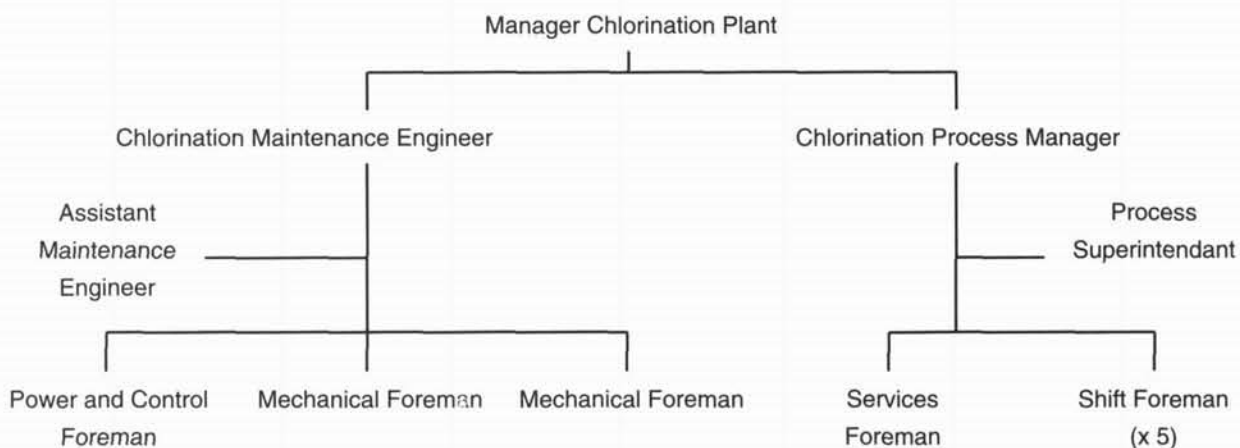 Manager Chlorination Plant
Chlorination Maintenance Engineer
Chlorination Process Manager
Assistant
Maintenance
Engineer
Process
Superintendant
Power and Control
Foreman
Mechanical Foreman
Mechanical Foreman
Services
Foreman
Shift Foreman
(x 5)